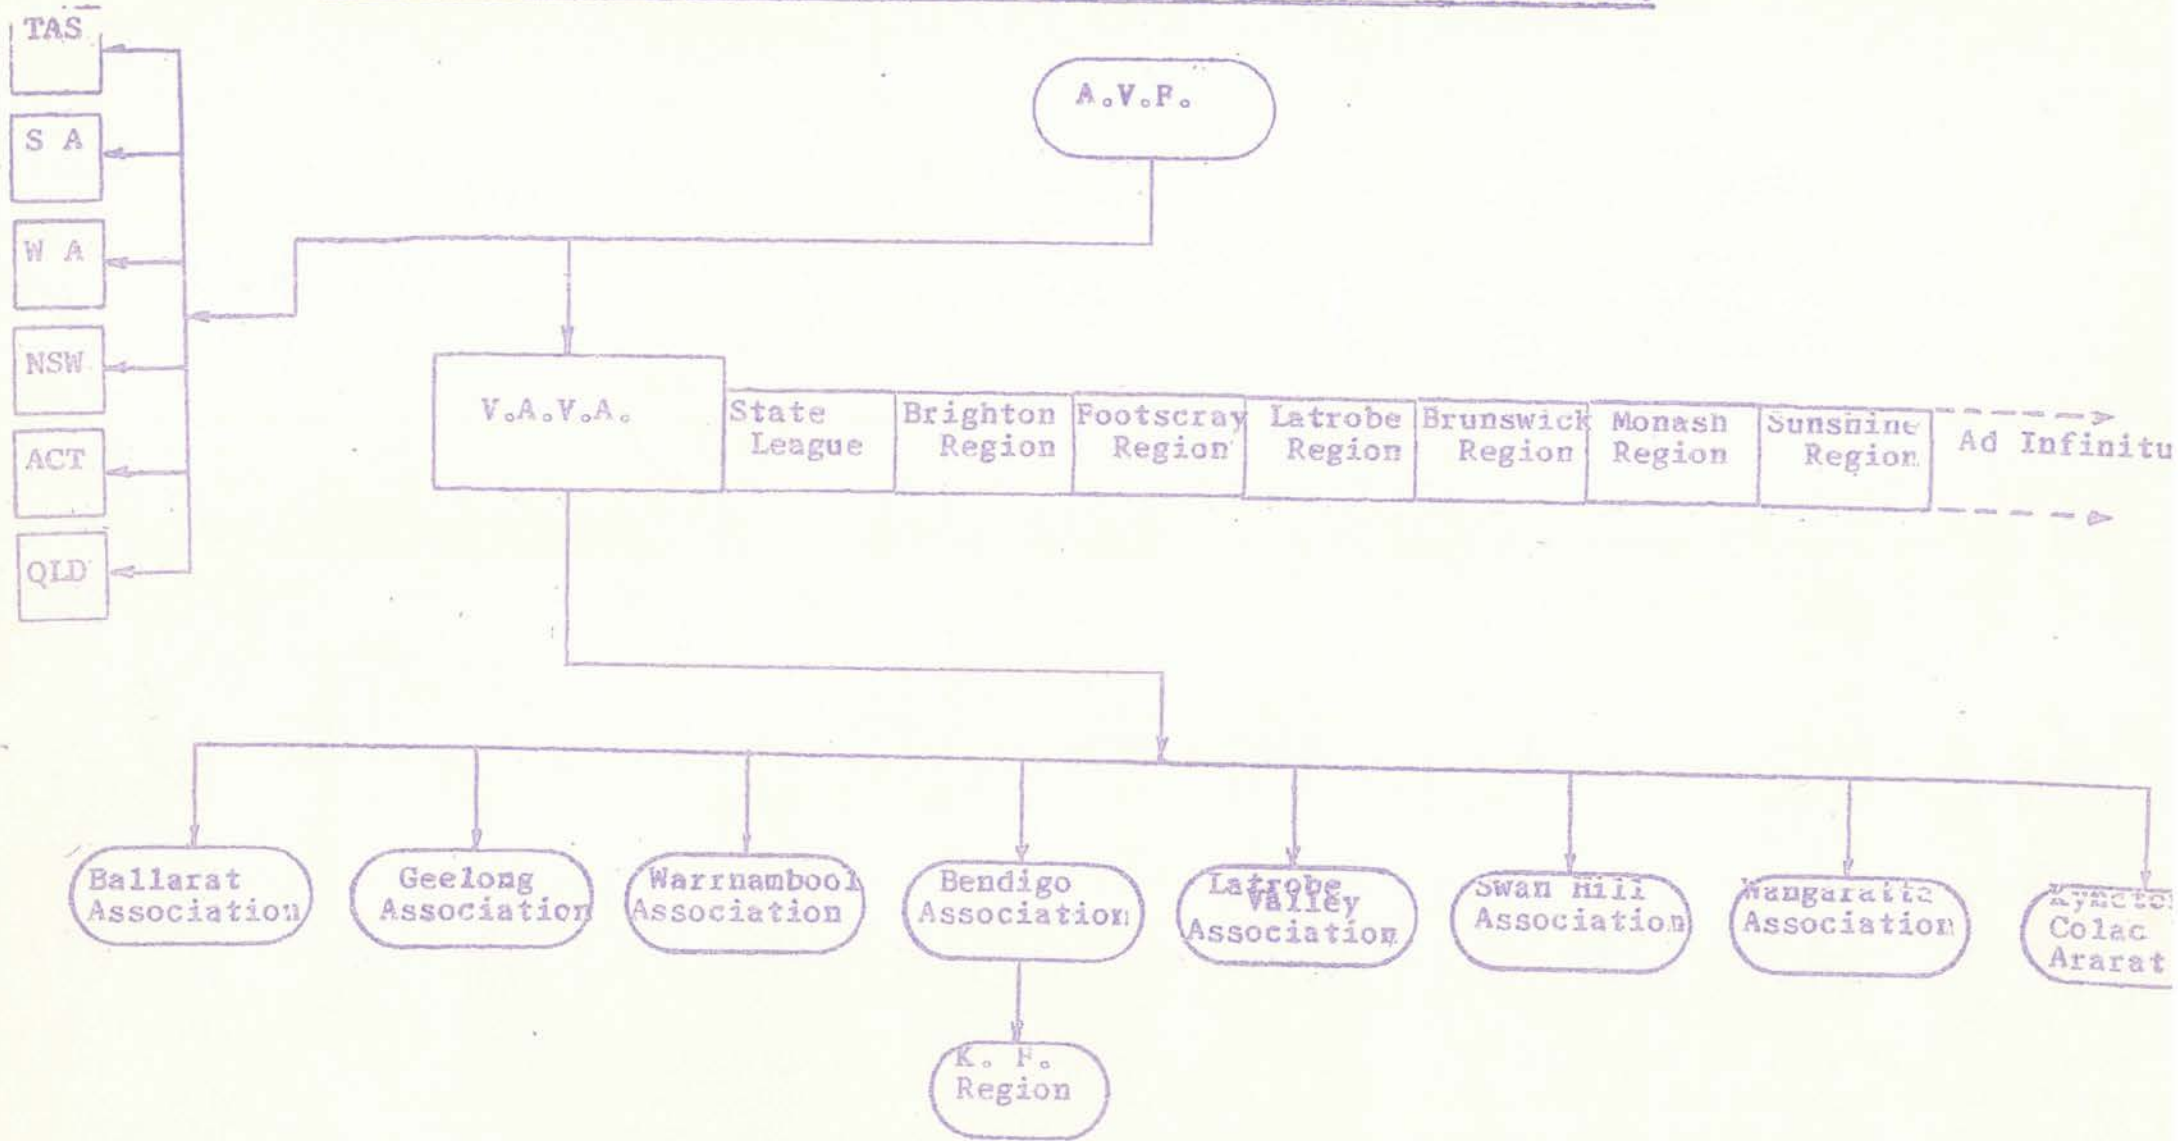 TAS
A.V.F.
S A
W A
NSW
ACT
QLD
V.A.V.A.
State
League
Brighton
Region
Footscray
Region
Latrobe
Region
Brunswick
Region
Monash
Region
Sunshine
Region
Ad Infinitu
Ballarat
Association
Geelong
Association
Warrnambool
Association
Bendigo
Association
Latrobe
Valley
Association
Swan Hill
Association
Wangaratta
Association
Colac
Ararat
K. F.
Region